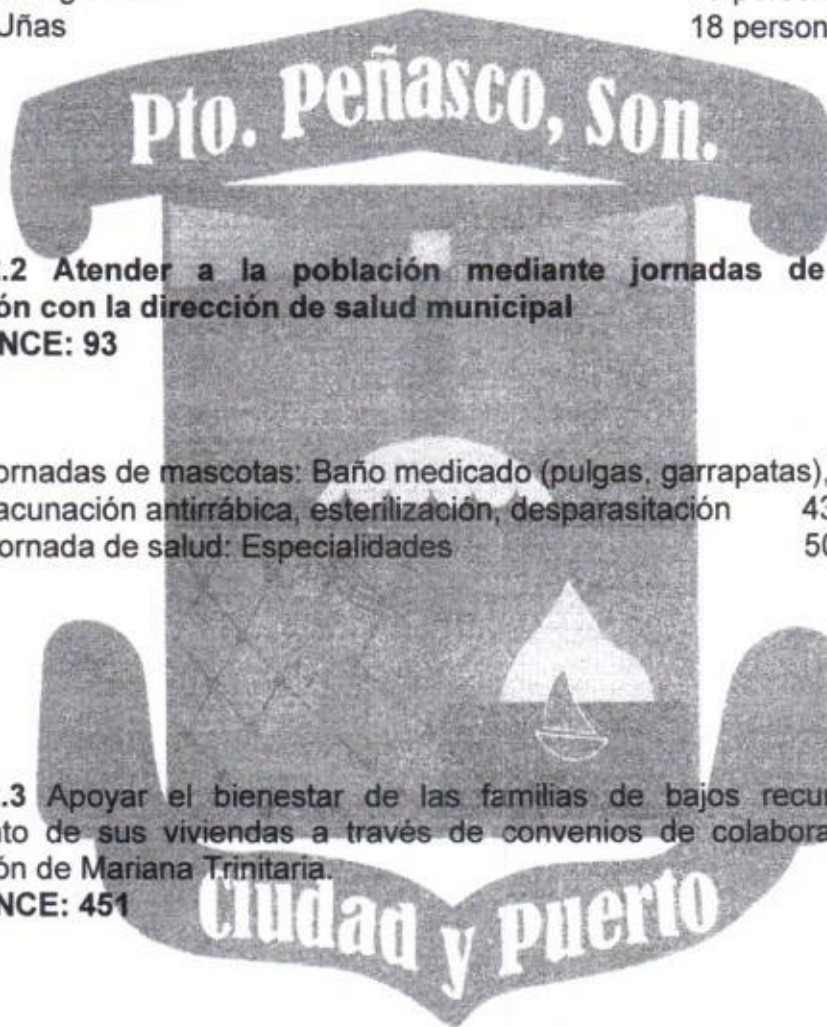 Uñas 18 person
Pto. Peñasco, Son.
.2 Atender a la población mediante jornadas de
ón con la dirección de salud municipal
NCE: 93
ornadas de mascotas: Baño medicado (pulgas, garrapatas),
acunación antirrábica, esterilización, desparasitación 43
ornada de salud: Especialidades 50
.3 Apoyar el bienestar de las familias de bajos recu
nto de sus viviendas a través de convenios de colabora
ón de Mariana Trinitaria.
NCE: 451
Ciudad y Puerto